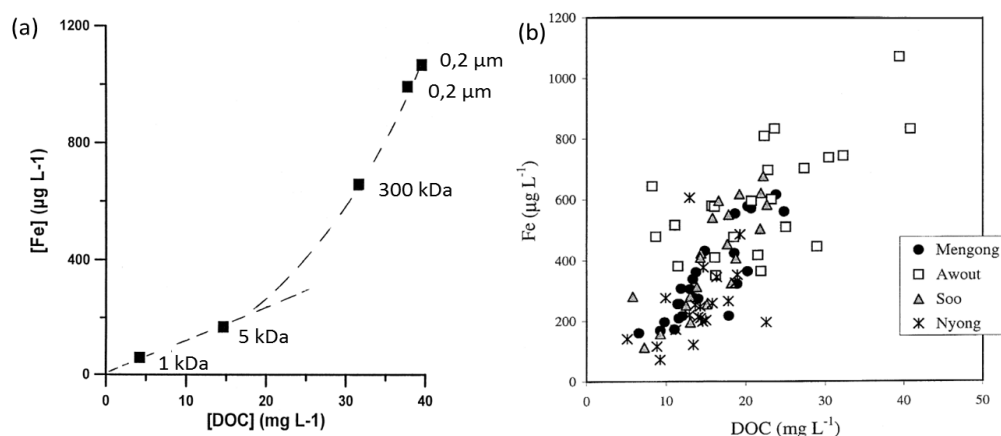 (a)
1200
800
400
0
[Fe] (µg L-1)
0,2 µm
0,2 µm
300 kDa
5 kDa
1 kDa
0 10 20 30 40
[DOC] (mg L-1)
(b)
1200
1000
800
600
400
200
0
Fe (µg L⁻¹)
Mengong
Awout
Soo
Nyong
0 10 20 30 40 50
DOC (mg L⁻¹)